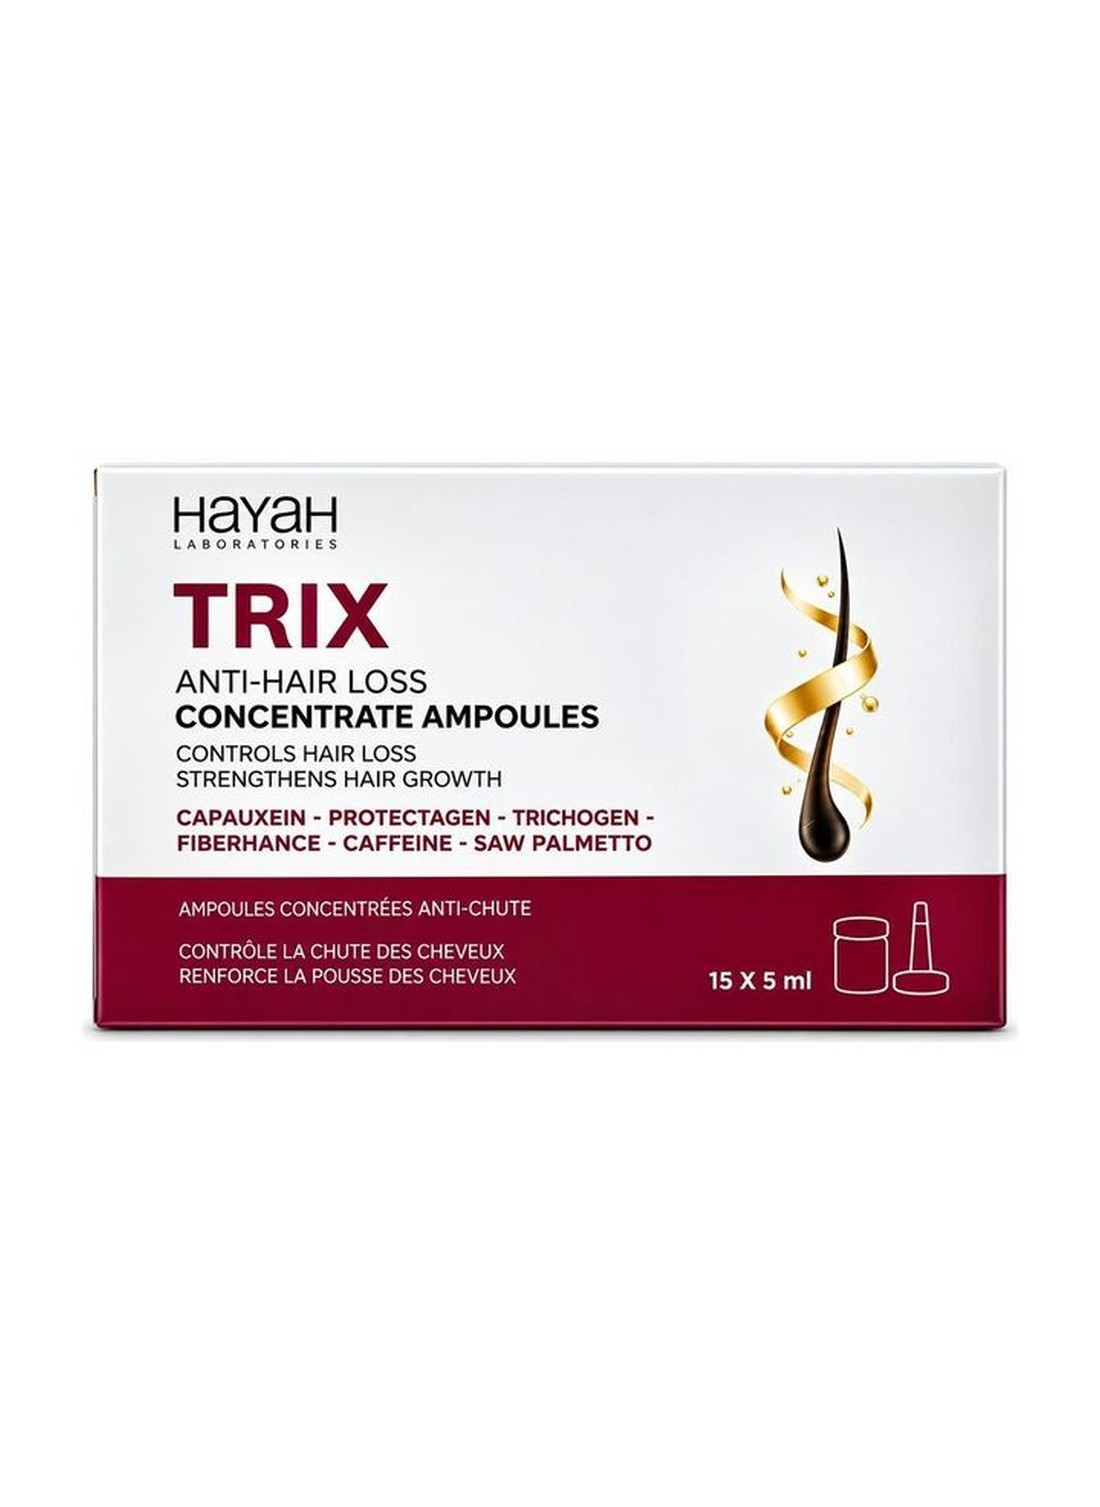 HAYAH
LABORATORIES
TRIX
ANTI-HAIR LOSS
CONCENTRATE AMPOULES
CONTROLS HAIR LOSS
STRENGTHENS HAIR GROWTH
CAPAUXEIN - PROTECTAGEN - TRICHOGEN -
FIBERHANCE - CAFFEINE - SAW PALMETTO
AMPOULES CONCENTRÉES ANTI-CHUTE
CONTRÔLE LA CHUTE DES CHEVEUX
RENFORCE LA POUSSE DES CHEVEUX
15 X 5 ml